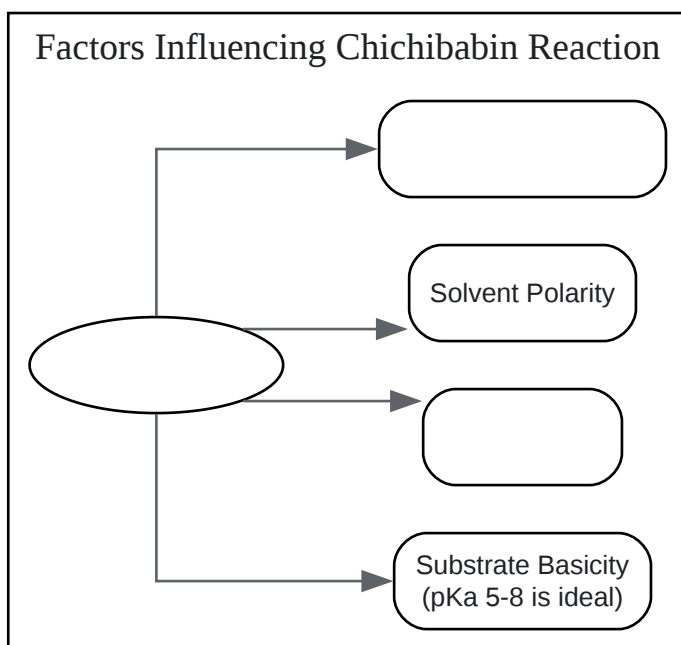 Factors Influencing Chichibabin Reaction
Solvent Polarity
Substrate Basicity
(pKa 5-8 is ideal)